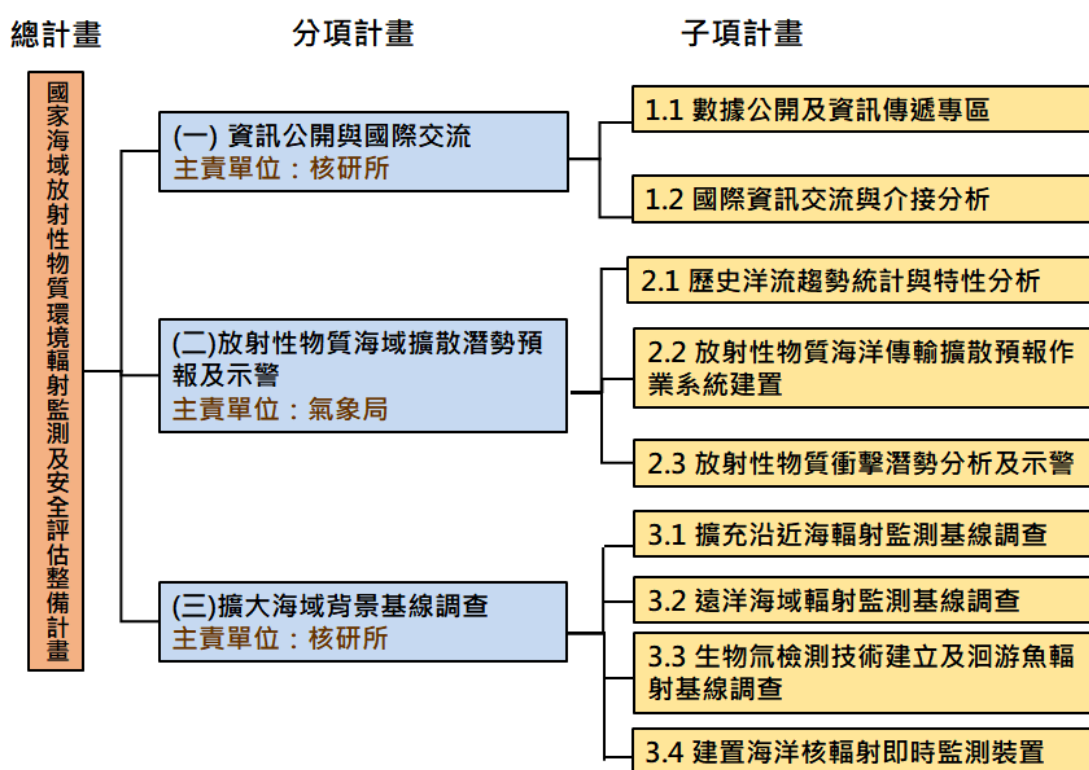 總計畫
分項計畫
子項計畫
國家海域放射性物質環境輻射監測及安全評估整備計畫
(一) 資訊公開與國際交流
主責單位：核研所
1.1 數據公開及資訊傳遞專區
1.2 國際資訊交流與介接分析
(二)放射性物質海域擴散潛勢預
報及示警
主責單位：氣象局
2.1 歷史洋流趨勢統計與特性分析
2.2 放射性物質海洋傳輸擴散預報作
業系統建置
2.3 放射性物質衝擊潛勢分析及示警
(三)擴大海域背景基線調查
主責單位：核研所
3.1 擴充沿近海輻射監測基線調查
3.2 遠洋海域輻射監測基線調查
3.3 生物氚檢測技術建立及洄游魚輻
射基線調查
3.4 建置海洋核輻射即時監測裝置